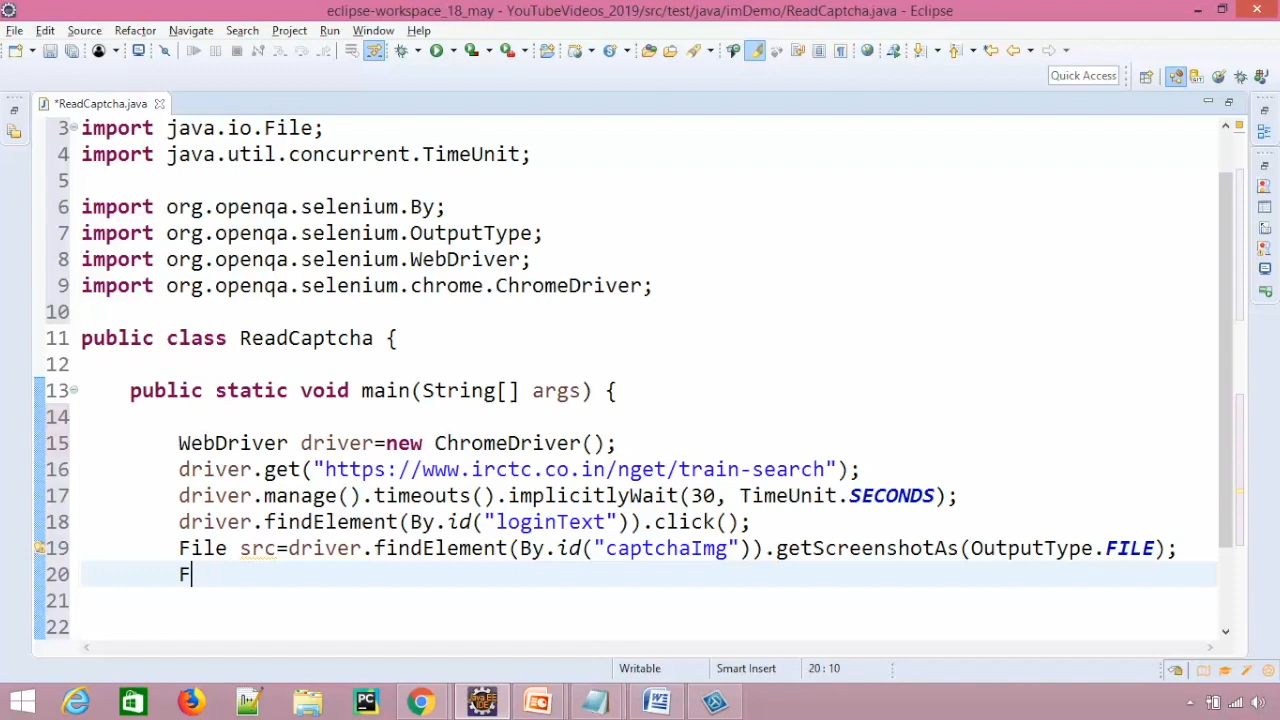 eclipse-workspace_18_may - YouTubeVideos_2019/src/test/java/imDemo/ReadCaptcha.java - Eclipse
File Edit Source Refactor Navigate Search Project Run Window Help
Quick Access
*ReadCaptcha.java
3 import java.io.File;
4 import java.util.concurrent.TimeUnit;
5
6 import org.openqa.selenium.By;
7 import org.openqa.selenium.OutputType;
8 import org.openqa.selenium.WebDriver;
9 import org.openqa.selenium.chrome.ChromeDriver;
10
11 public class ReadCaptcha {
12
13 public static void main(String[] args) {
14
15 WebDriver driver=new ChromeDriver();
16 driver.get("https://www.irctc.co.in/nget/train-search");
17 driver.manage().timeouts().implicitlyWait(30, TimeUnit.SECONDS);
18 driver.findElement(By.id("loginText")).click();
19 File src=driver.findElement(By.id("captchaImg")).getScreenshotAs(OutputType.FILE);
20 F
21
22
Writable Smart Insert 20 : 10